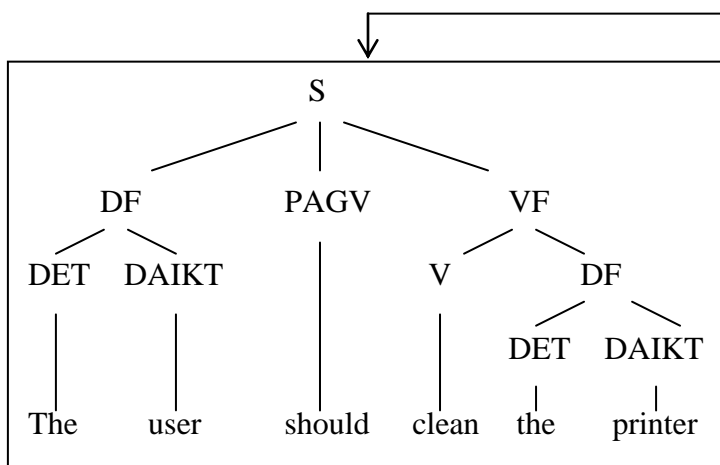 S
DF PAGV VF
DET DAIKT V DF
DET DAIKT
The user should clean the printer